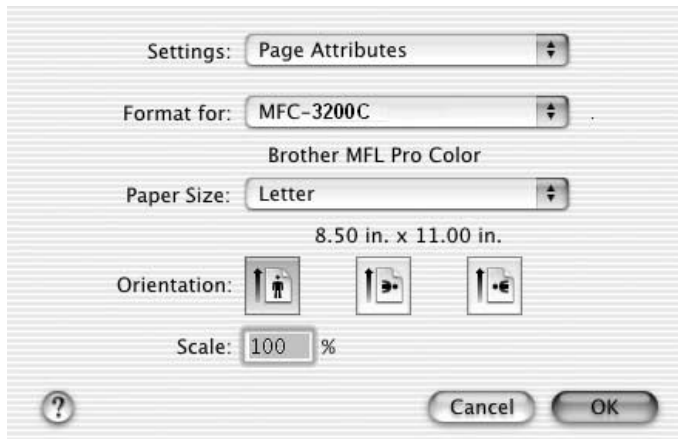 Settings: Page Attributes
Format for: MFC-3200C
Brother MFL Pro Color
Paper Size: Letter
8.50 in. x 11.00 in.
Orientation:
Scale: 100 %
? Cancel OK